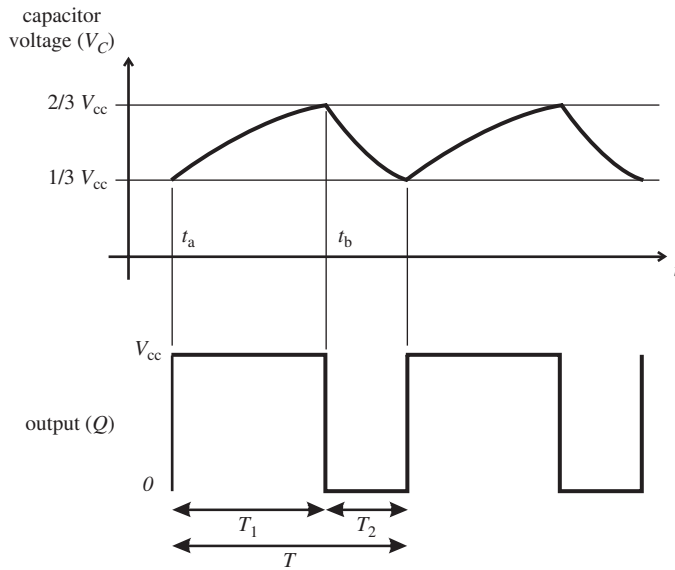 capacitor
voltage (V_C)
2/3 V_cc
1/3 V_cc
t_a
t_b
V_cc
output (Q)
0
T_1
T_2
T